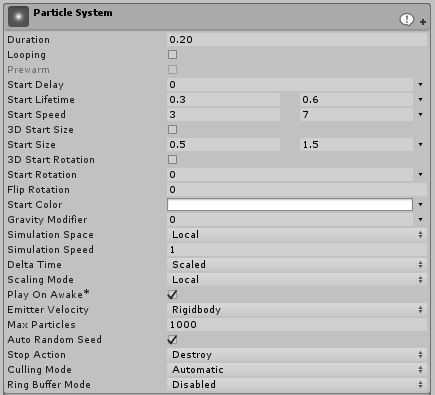 Particle System
Duration 0.20
Looping
Prewarm
Start Delay 0
Start Lifetime 0.3 0.6
Start Speed 3 7
3D Start Size
Start Size 0.5 1.5
3D Start Rotation
Start Rotation 0
Flip Rotation 0
Start Color
Gravity Modifier 0
Simulation Space Local
Simulation Speed 1
Delta Time Scaled
Scaling Mode Local
Play On Awake*
Emitter Velocity Rigidbody
Max Particles 1000
Auto Random Seed
Stop Action Destroy
Culling Mode Automatic
Ring Buffer Mode Disabled